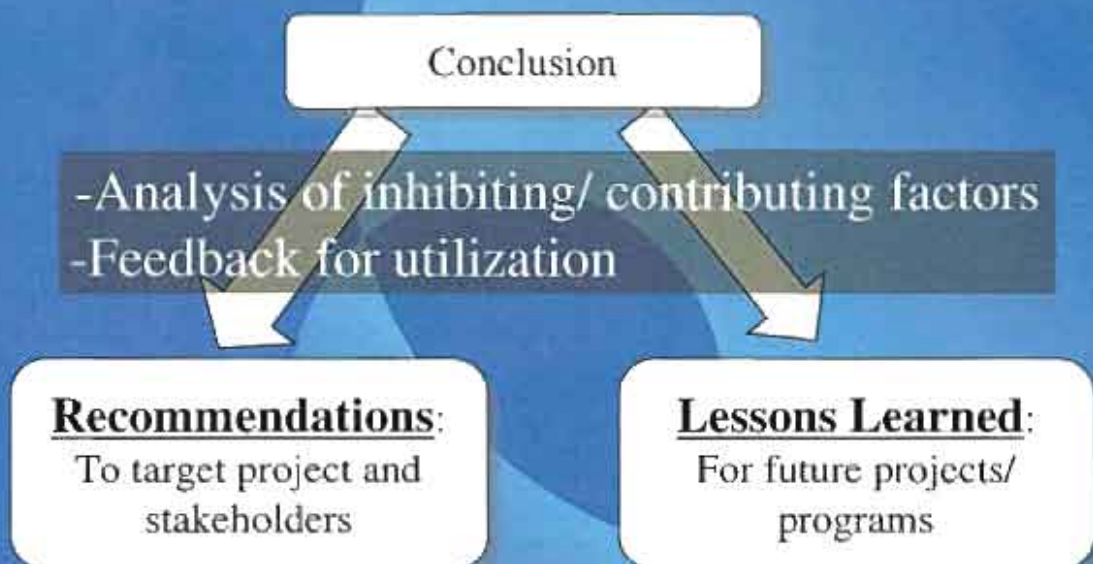 Conclusion
-Analysis of inhibiting/ contributing factors
-Feedback for utilization
Recommendations:
To target project and
stakeholders
Lessons Learned:
For future projects/
programs